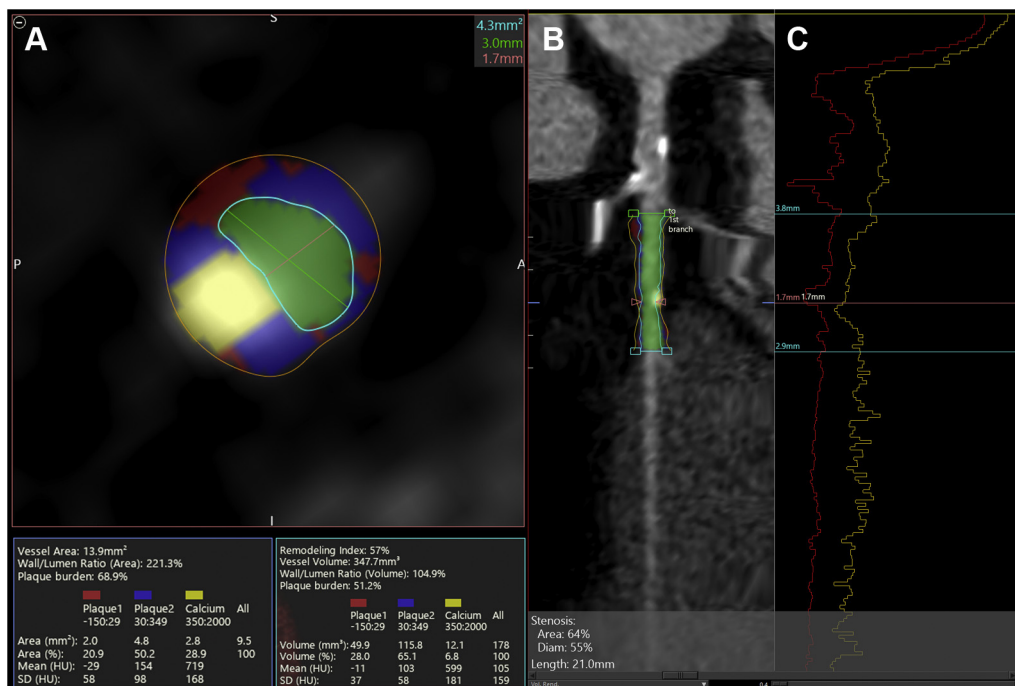 A
S
4.3mm²
3.0mm
1.7mm
P
A
I
Vessel Area: 13.9mm²
Wall/Lumen Ratio (Area): 221.3%
Plaque burden: 68.9%
Plaque1 Plaque2 Calcium All
-150:29 30:349 350:2000
Area (mm²): 2.0 4.8 2.8 9.5
Area (%): 20.9 50.2 28.9 100
Mean (HU): -29 154 719
SD (HU): 58 98 168
Remodeling Index: 57%
Vessel Volume: 347.7mm³
Wall/Lumen Ratio (Volume): 104.9%
Plaque burden: 51.2%
Plaque1 Plaque2 Calcium All
-150:29 30:349 350:2000
Volume (mm³): 49.9 115.8 12.1 178
Volume (%): 28.0 65.1 6.8 100
Mean (HU): -11 103 599 105
SD (HU): 37 58 181 159
B
to
1st
branch
Stenosis:
Area: 64%
Diam: 55%
Length: 21.0mm
C
3.8mm
1.7mm 1.7mm
2.9mm
Vol. Rend.
0.4